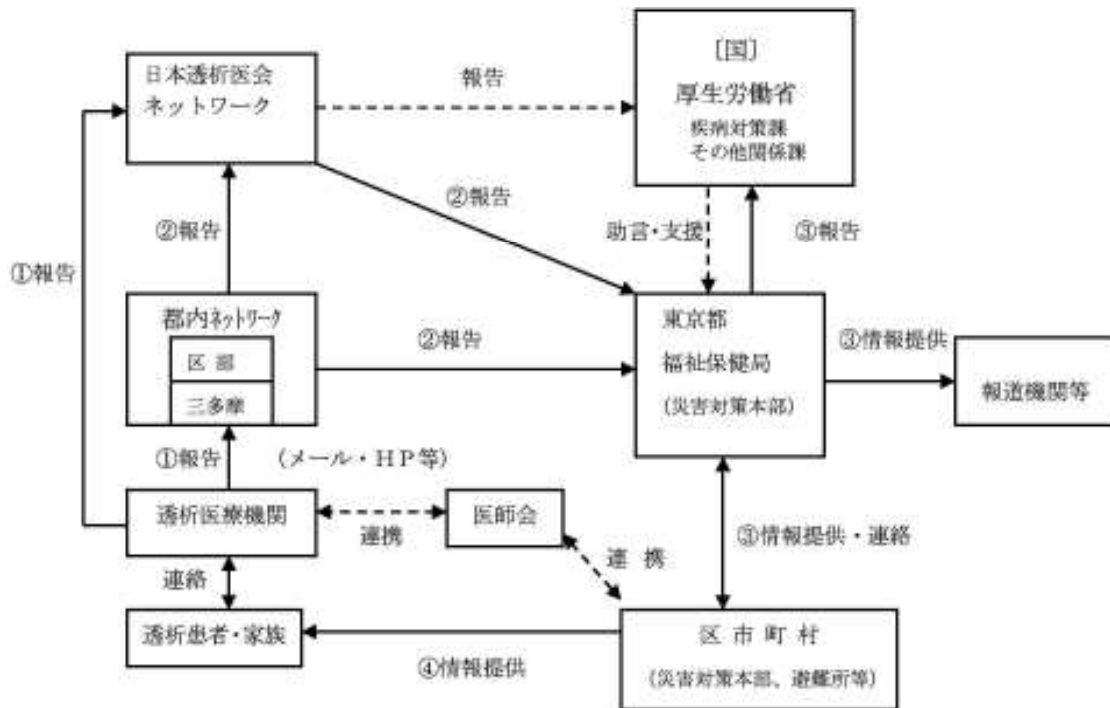 日本透析医会
ネットワーク
報告
〔国〕
厚生労働省
疾病対策課
その他関係課
②報告
②報告
①報告
助言・支援
③報告
都内ネットリーク
区 部
三多摩
②報告
東京都
福祉保健局
(災害対策本部)
③情報提供
報道機関等
①報告
(メール・HP等)
透析医療機関
連携
医師会
連 携
③情報提供・連絡
連絡
透析患者・家族
④情報提供
区 市 町 村
(災害対策本部、避難所等)